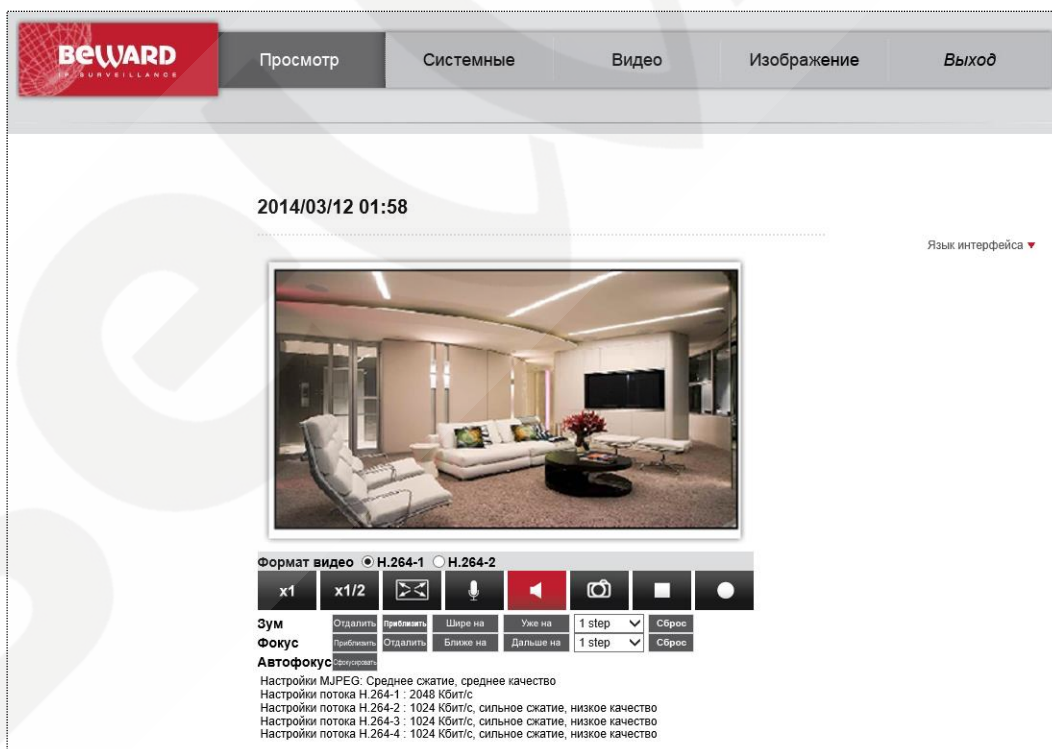 BEWARD
IP SURVEILLANCE
Просмотр Системные Видео Изображение Выход
2014/03/12 01:58
Язык интерфейса
Формат видео H.264-1 H.264-2
x1 x1/2
Зум Отдалить Приблизить Шире на Уже на 1 step Сброс
Фокус Приблизить Отдалить Ближе на Дальше на 1 step Сброс
Автофокус Сфокусировать
Настройки MJPEG: Среднее сжатие, среднее качество
Настройки потока H.264-1 : 2048 Кбит/с
Настройки потока H.264-2 : 1024 Кбит/с, сильное сжатие, низкое качество
Настройки потока H.264-3 : 1024 Кбит/с, сильное сжатие, низкое качество
Настройки потока H.264-4 : 1024 Кбит/с, сильное сжатие, низкое качество